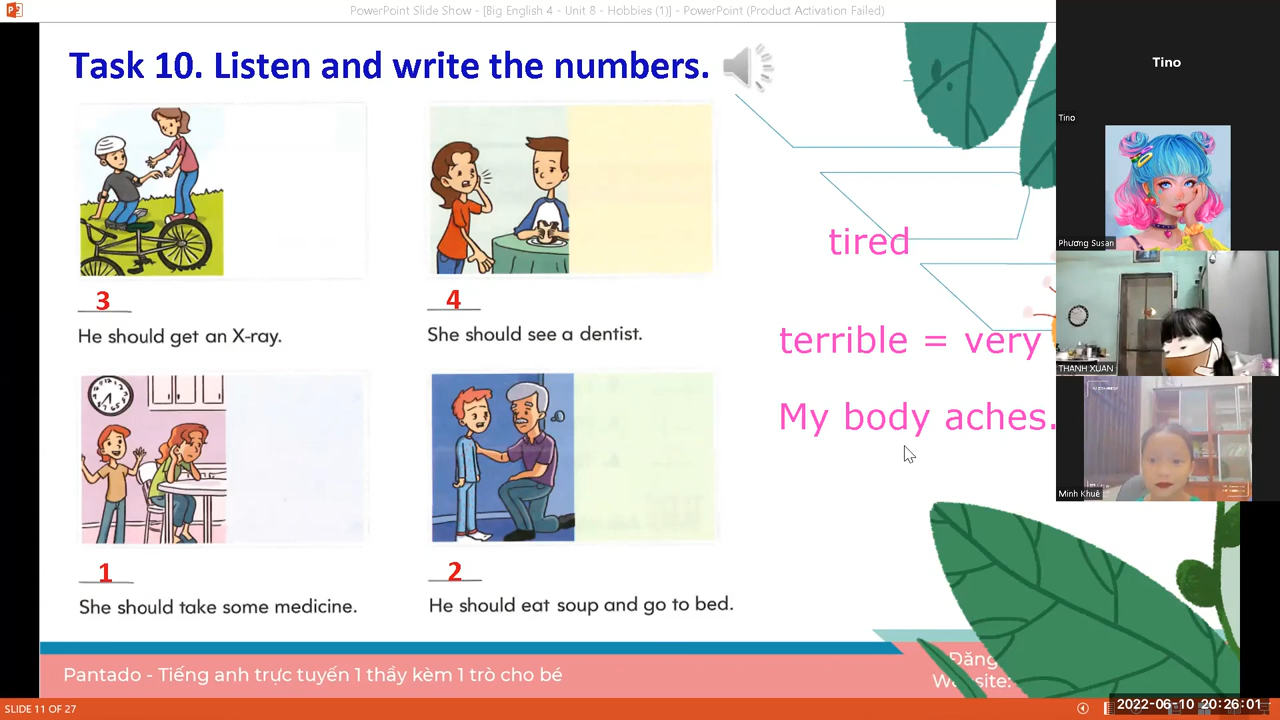 PowerPoint Slide Show - [Big English 4 - Unit 8 - Hobbies (1)] - PowerPoint (Product Activation Failed)
Task 10. Listen and write the numbers.
3
He should get an X-ray.
4
She should see a dentist.
1
She should take some medicine.
2
He should eat soup and go to bed.
tired
terrible = very
My body aches.
Tino
Tino
Phương Susan
THANH XUAN
Minh Khuê
Pantado - Tiếng anh trực tuyến 1 thầy kèm 1 trò cho bé
Đăng
SLIDE 11 OF 27
2022-06-10 20:26:01